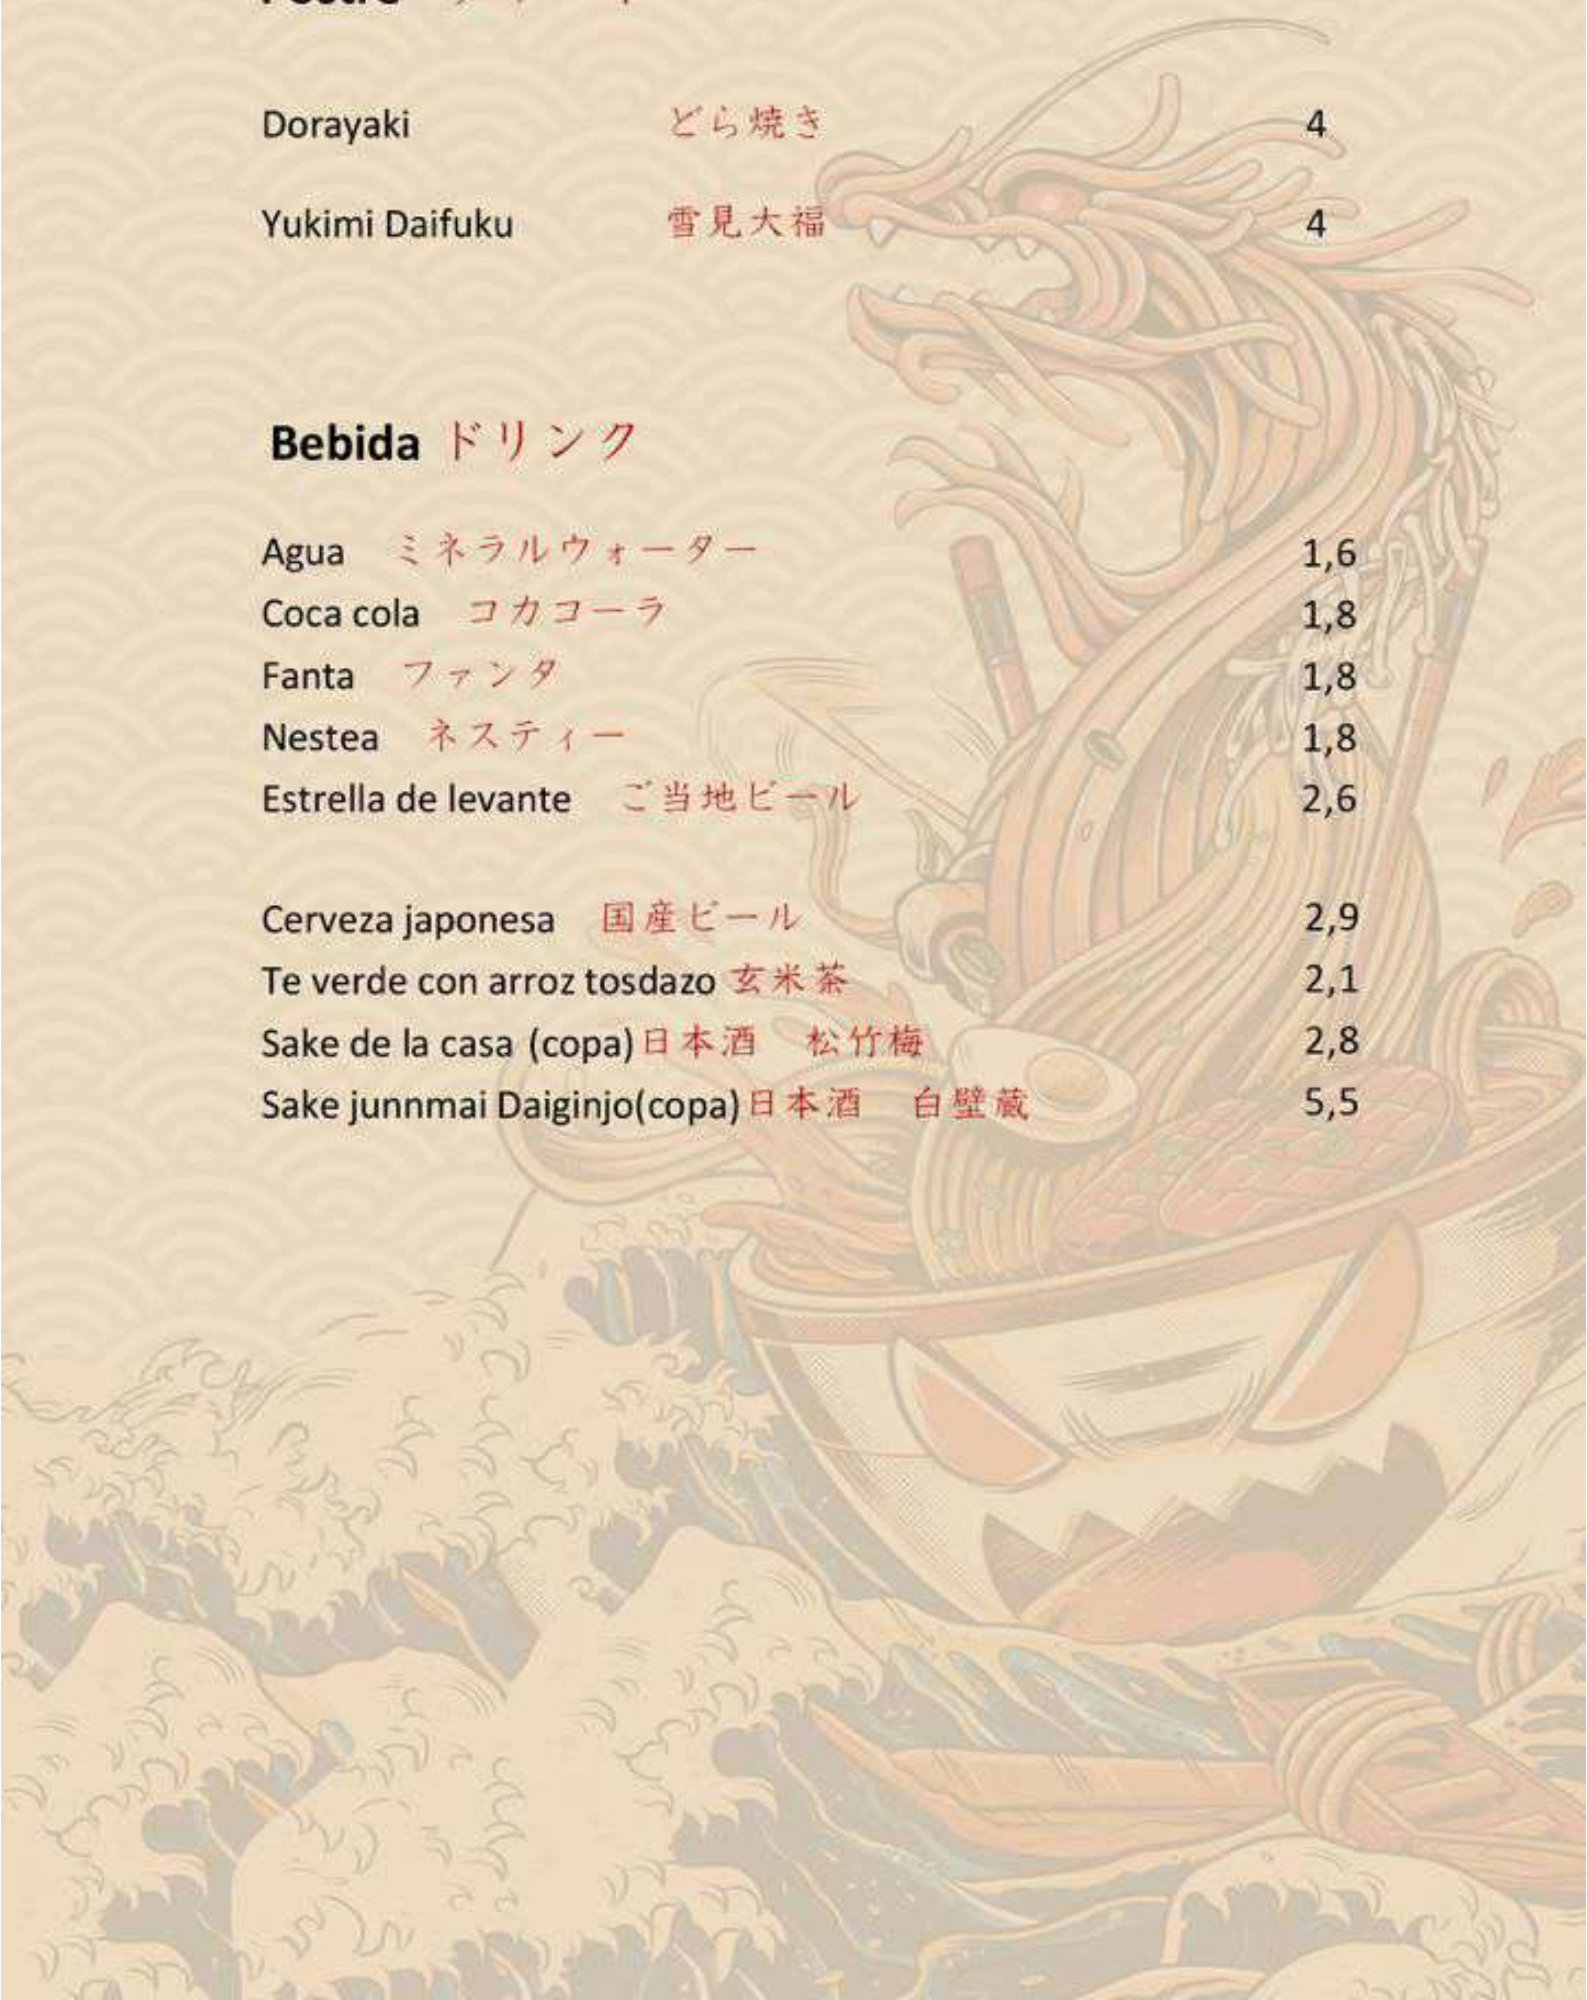 Postre
Dorayaki どら焼き 4
Yukimi Daifuku 雪見大福 4
Bebida ドリンク
Agua ミネラルウォーター 1,6
Coca cola コカコーラ 1,8
Fanta ファンタ 1,8
Nestea ネスティー 1,8
Estrella de levante ご当地ビール 2,6
Cerveza japonesa 国産ビール 2,9
Te verde con arroz tosdazo 玄米茶 2,1
Sake de la casa (copa)日本酒　松竹梅 2,8
Sake junnmai Daiginjo(copa)日本酒　白壁蔵 5,5